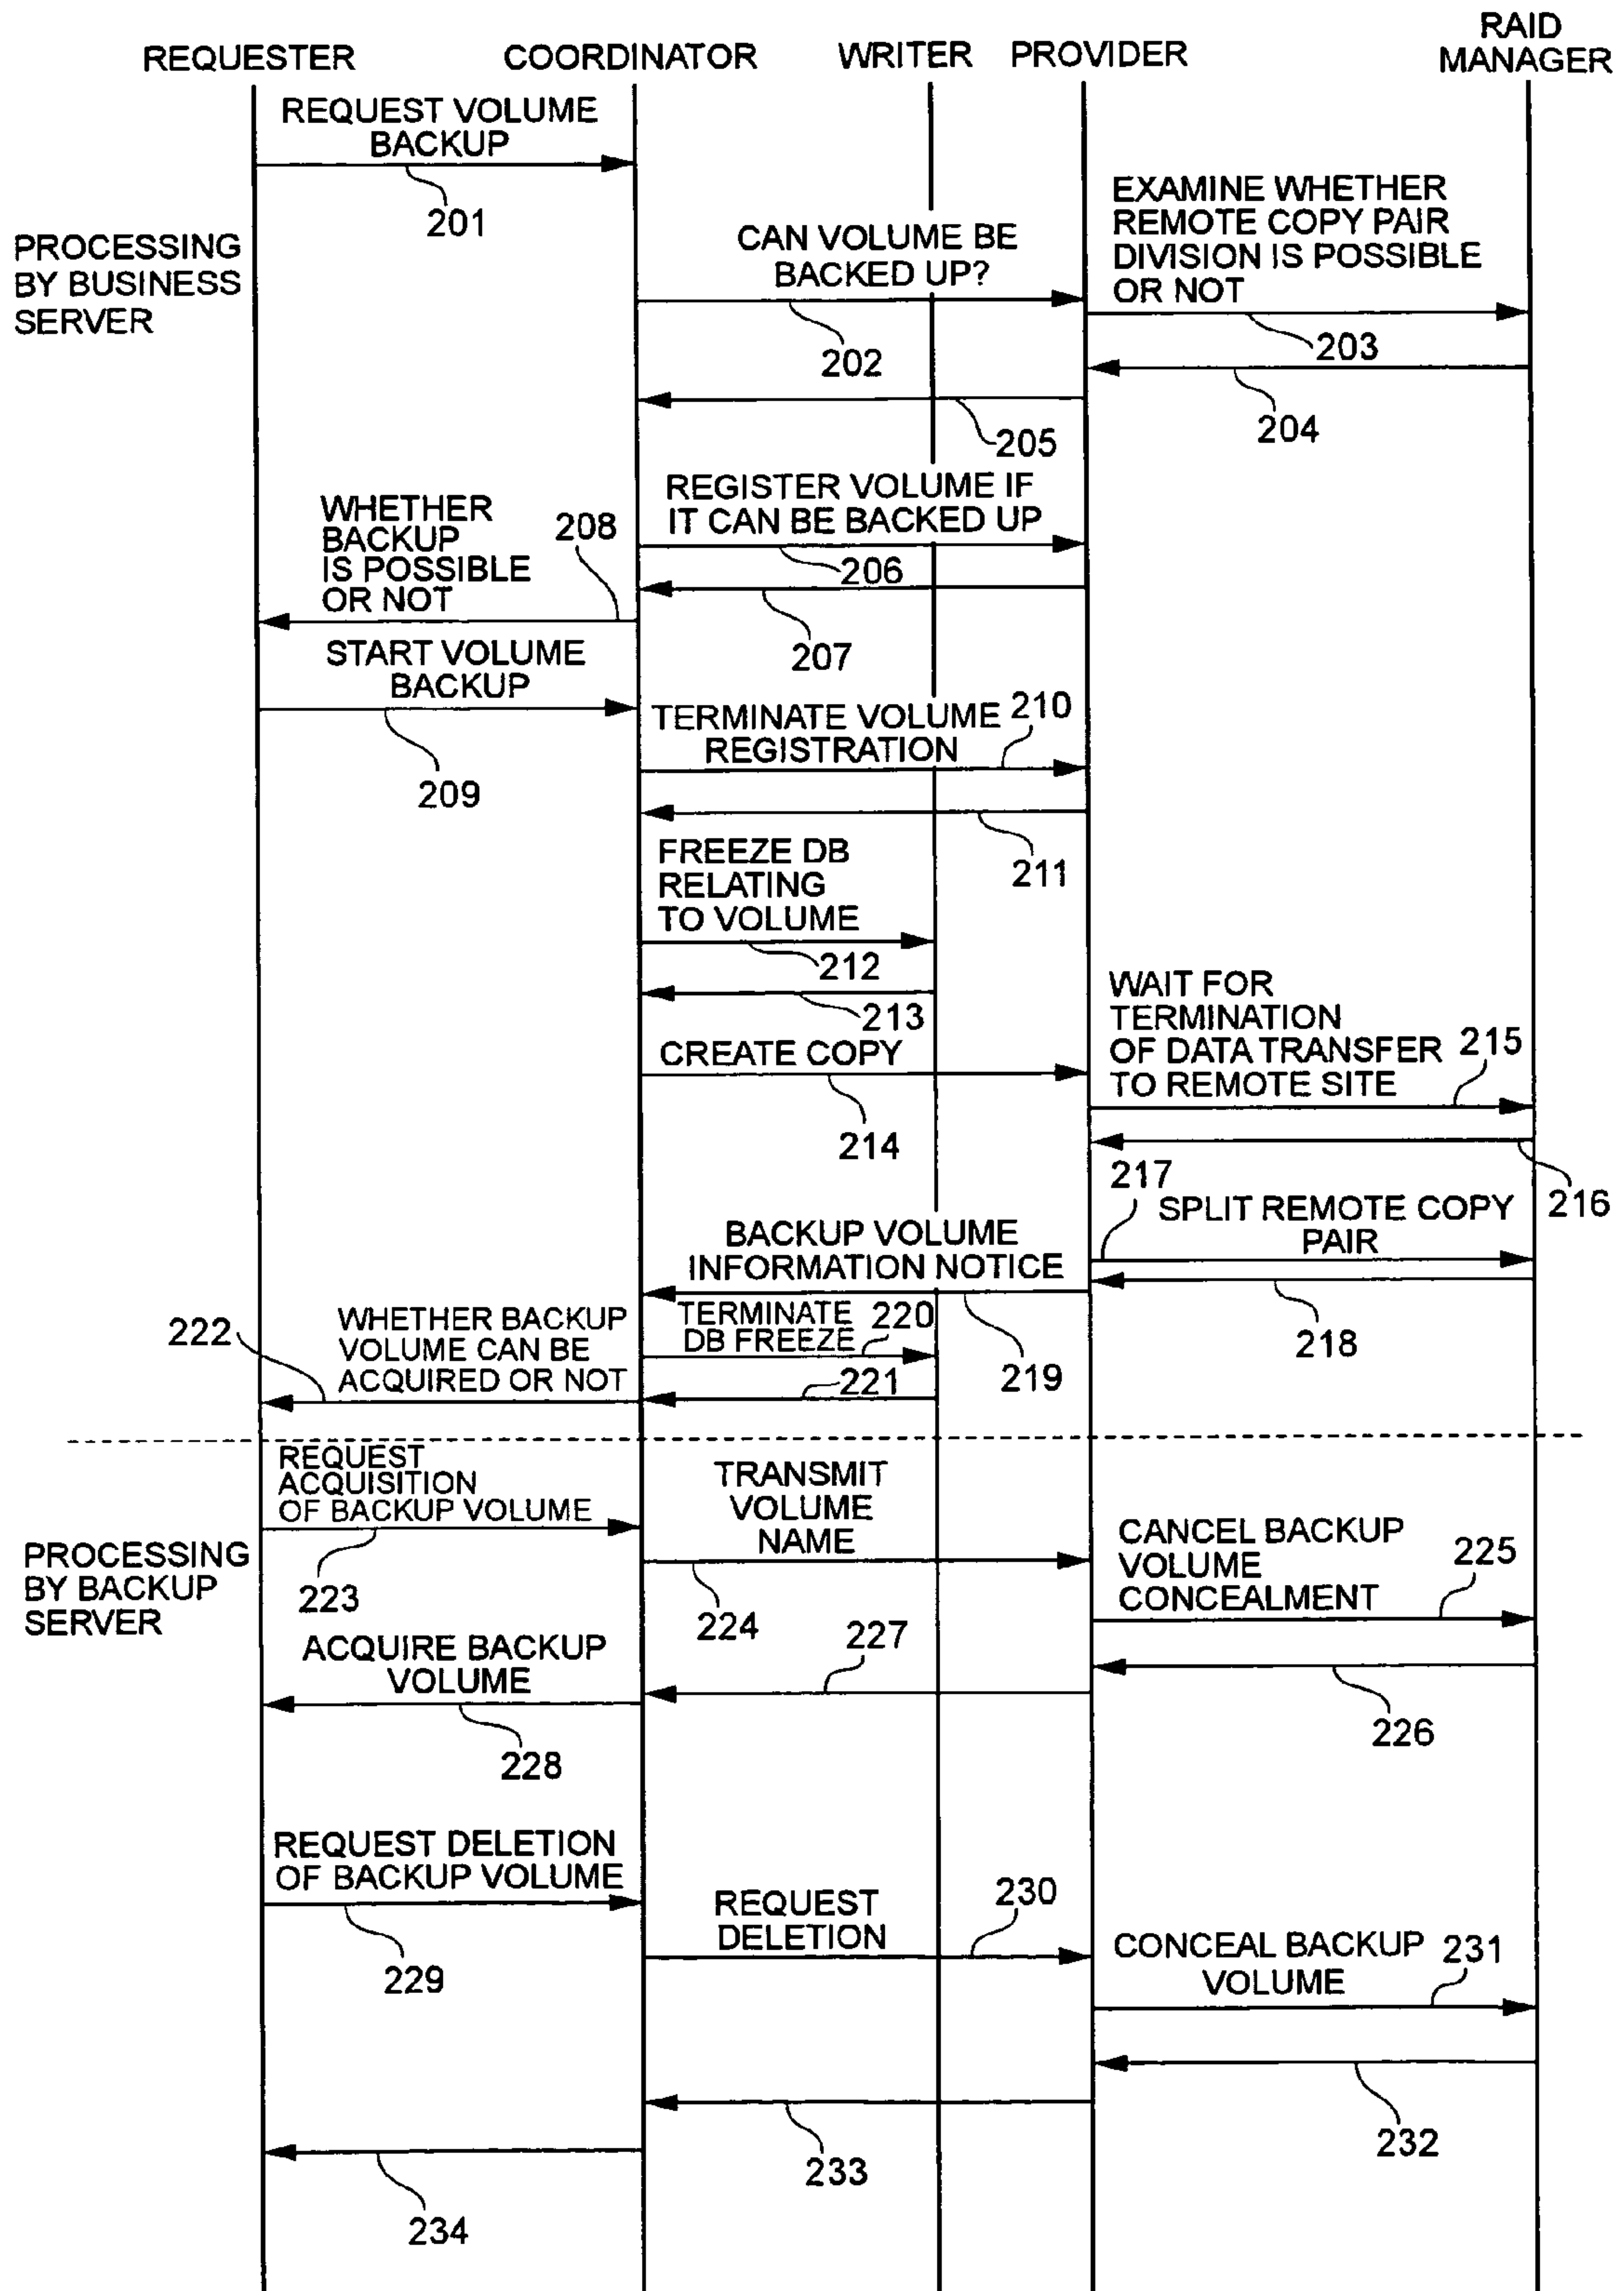 REQUESTER
COORDINATOR
WRITER
PROVIDER
RAID
MANAGER
REQUEST VOLUME
BACKUP
201
PROCESSING
BY BUSINESS
SERVER
CAN VOLUME BE
BACKED UP?
202
EXAMINE WHETHER
REMOTE COPY PAIR
DIVISION IS POSSIBLE
OR NOT
203
204
205
REGISTER VOLUME IF
IT CAN BE BACKED UP
206
207
WHETHER
BACKUP
IS POSSIBLE
OR NOT
208
START VOLUME
BACKUP
209
TERMINATE VOLUME
REGISTRATION
210
211
FREEZE DB
RELATING
TO VOLUME
212
213
CREATE COPY
214
WAIT FOR
TERMINATION
OF DATA TRANSFER
TO REMOTE SITE
215
216
217
SPLIT REMOTE COPY
PAIR
218
BACKUP VOLUME
INFORMATION NOTICE
219
TERMINATE
DB FREEZE
220
221
WHETHER BACKUP
VOLUME CAN BE
ACQUIRED OR NOT
222
REQUEST
ACQUISITION
OF BACKUP VOLUME
223
PROCESSING
BY BACKUP
SERVER
TRANSMIT
VOLUME
NAME
224
CANCEL BACKUP
VOLUME
CONCEALMENT
225
226
227
ACQUIRE BACKUP
VOLUME
228
REQUEST DELETION
OF BACKUP VOLUME
229
REQUEST
DELETION
230
CONCEAL BACKUP
VOLUME
231
232
233
234